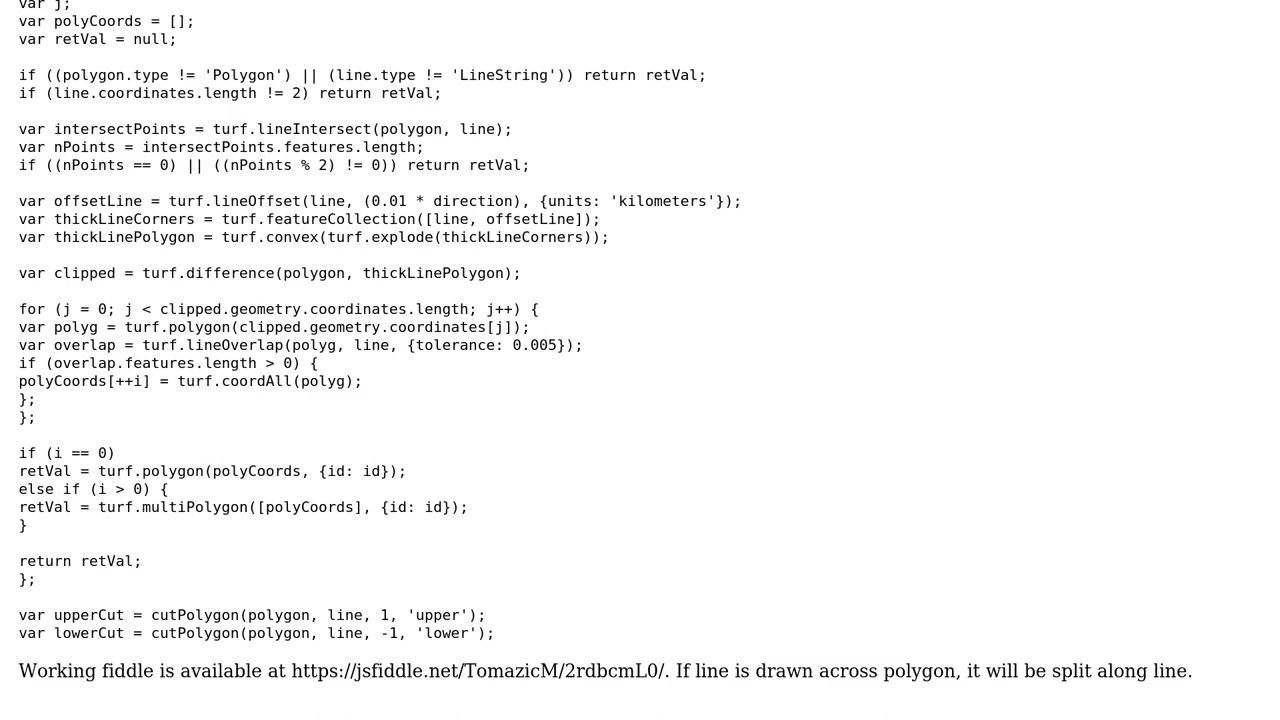 var j;
var polyCoords = [];
var retVal = null;
if ((polygon.type != 'Polygon') || (line.type != 'LineString')) return retVal;
if (line.coordinates.length != 2) return retVal;
var intersectPoints = turf.lineIntersect(polygon, line);
var nPoints = intersectPoints.features.length;
if ((nPoints == 0) || ((nPoints % 2) != 0)) return retVal;
var offsetLine = turf.lineOffset(line, (0.01 * direction), {units: 'kilometers'});
var thickLineCorners = turf.featureCollection([line, offsetLine]);
var thickLinePolygon = turf.convex(turf.explode(thickLineCorners));
var clipped = turf.difference(polygon, thickLinePolygon);
for (j = 0; j < clipped.geometry.coordinates.length; j++) {
var polyg = turf.polygon(clipped.geometry.coordinates[j]);
var overlap = turf.lineOverlap(polyg, line, {tolerance: 0.005});
if (overlap.features.length > 0) {
polyCoords[++i] = turf.coordAll(polyg);
};
};
if (i == 0)
retVal = turf.polygon(polyCoords, {id: id});
else if (i > 0) {
retVal = turf.multiPolygon([polyCoords], {id: id});
}
return retVal;
};
var upperCut = cutPolygon(polygon, line, 1, 'upper');
var lowerCut = cutPolygon(polygon, line, -1, 'lower');
Working fiddle is available at https://jsfiddle.net/TomazicM/2rdbcmL0/. If line is drawn across polygon, it will be split along line.